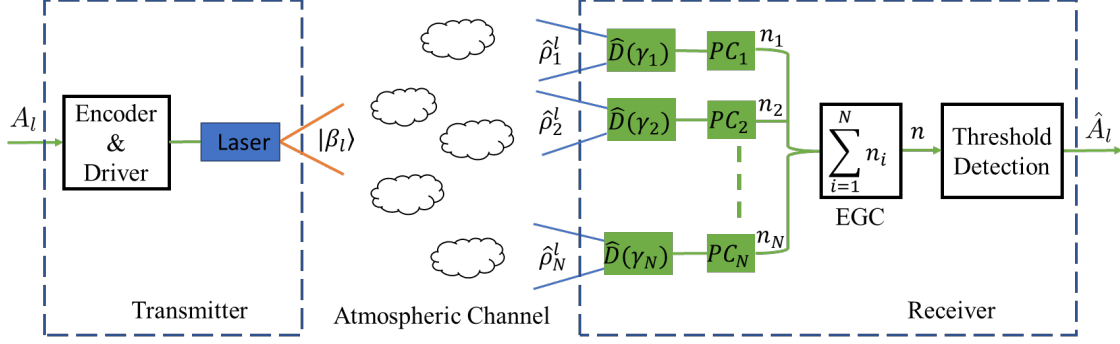 A_l
Encoder
&
Driver
Laser
|β_l⟩
ρ̂_1^l
D̂(γ_1)
PC_1
n_1
ρ̂_2^l
D̂(γ_2)
PC_2
n_2
ρ̂_N^l
D̂(γ_N)
PC_N
n_N
N
∑ n_i
i=1
EGC
n
Threshold
Detection
Â_l
Transmitter
Atmospheric Channel
Receiver